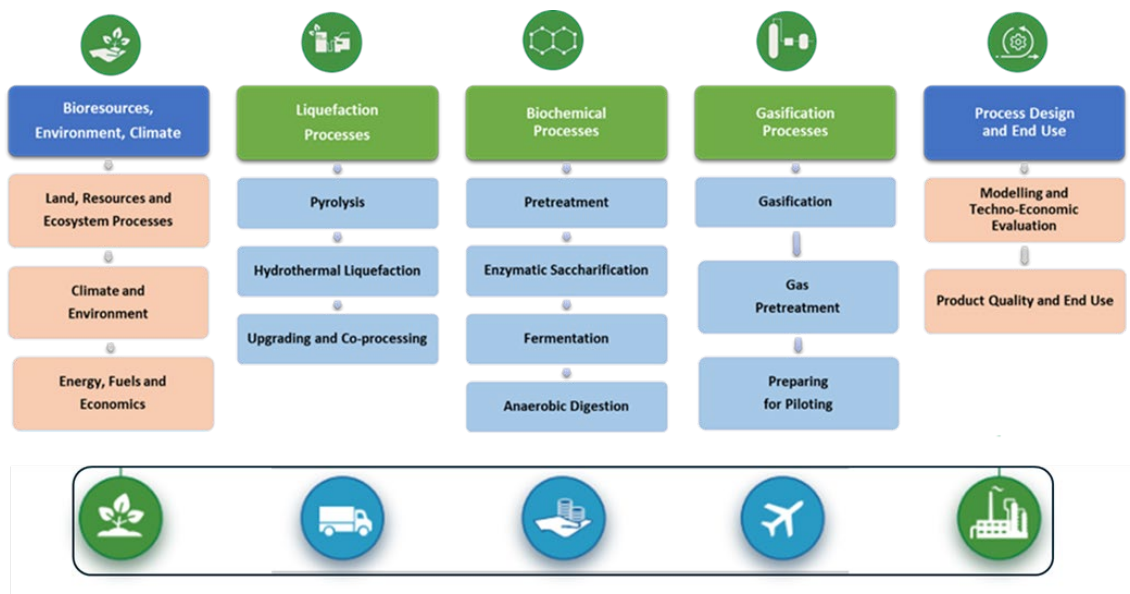 Bioresources,
Environment, Climate
Land, Resources and
Ecosystem Processes
Climate and
Environment
Energy, Fuels and
Economics
Liquefaction
Processes
Pyrolysis
Hydrothermal Liquefaction
Upgrading and Co-processing
Biochemical
Processes
Pretreatment
Enzymatic Saccharification
Fermentation
Anaerobic Digestion
Gasification
Processes
Gasification
Gas
Pretreatment
Preparing
for Piloting
Process Design
and End Use
Modelling and
Techno-Economic
Evaluation
Product Quality and End Use